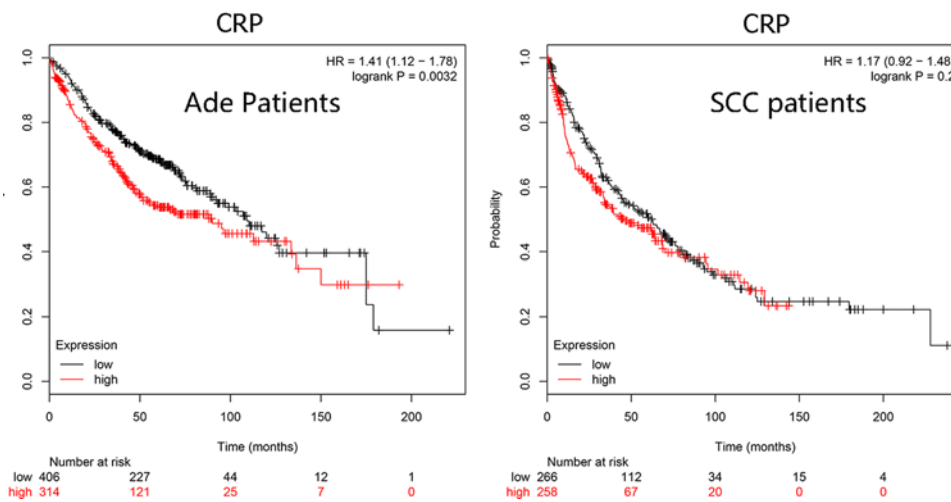 CRP
HR = 1.41 (1.12 − 1.78)
logrank P = 0.0032
Ade Patients
1.0
0.8
0.6
0.4
0.2
0.0
Expression
low
high
0 50 100 150 200
Time (months)
Number at risk
low 406 227 44 12 1
high 314 121 25 7 0
CRP
HR = 1.17 (0.92 − 1.48
logrank P = 0.2
SCC patients
Probability
1.0
0.8
0.6
0.4
0.2
0.0
Expression
low
high
0 50 100 150 200
Time (months)
Number at risk
low 266 112 34 15 4
high 258 67 20 0 0